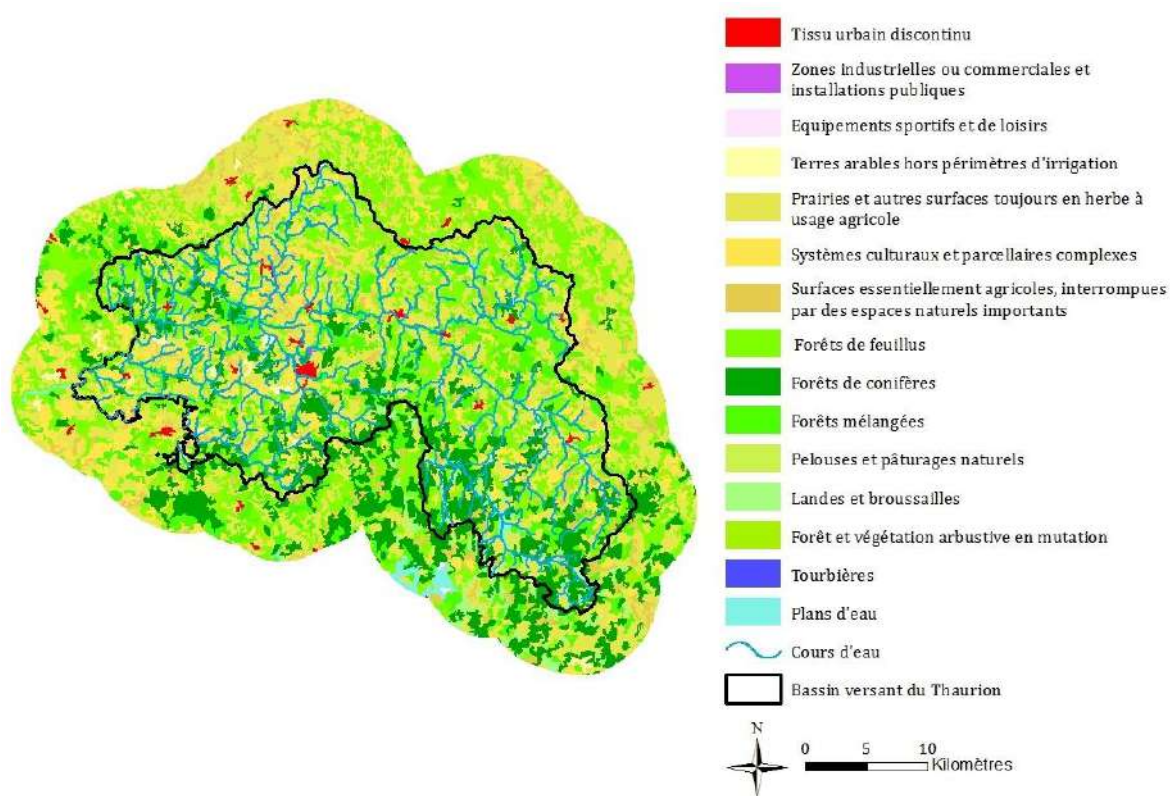 Tissu urbain discontinu
Zones industrielles ou commerciales et
installations publiques
Equipements sportifs et de loisirs
Terres arables hors périmètres d'irrigation
Prairies et autres surfaces toujours en herbe à
usage agricole
Systèmes culturaux et parcellaires complexes
Surfaces essentiellement agricoles, interrompues
par des espaces naturels importants
Forêts de feuillus
Forêts de conifères
Forêts mélangées
Pelouses et pâturages naturels
Landes et broussailles
Forêt et végétation arbustive en mutation
Tourbières
Plans d'eau
Cours d'eau
Bassin versant du Thaurion
N
0 5 10
Kilomètres